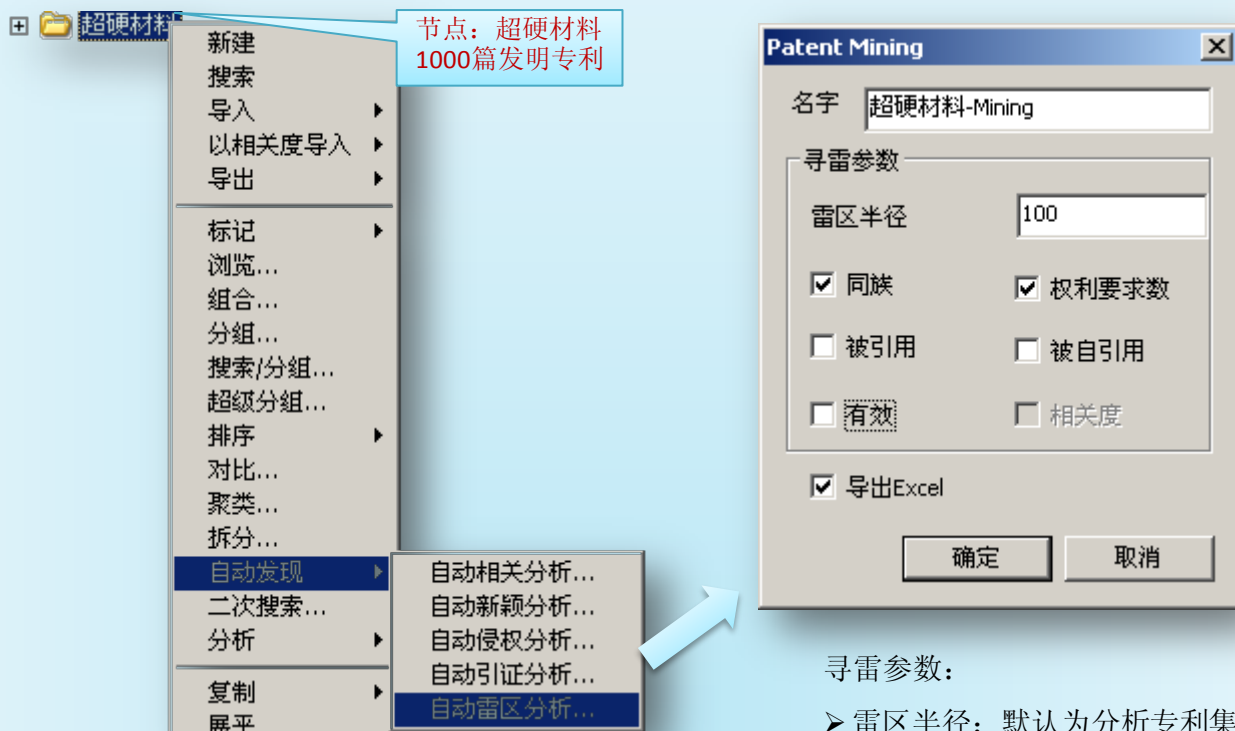 超硬材料
节点：超硬材料
1000篇发明专利
新建
搜索
导入
以相关度导入
导出
标记
浏览...
组合...
分组...
搜索/分组...
超级分组...
排序
对比...
聚类...
拆分...
自动发现
二次搜索...
分析
复制
展平
自动相关分析...
自动新颖分析...
自动侵权分析...
自动引证分析...
自动雷区分析...
Patent Mining
名字 超硬材料-Mining
寻雷参数
雷区半径 100
同族 权利要求数
被引用 被自引用
有效 相关度
导出Excel
确定 取消
寻雷参数：
➢雷区半径：默认为分析专利集